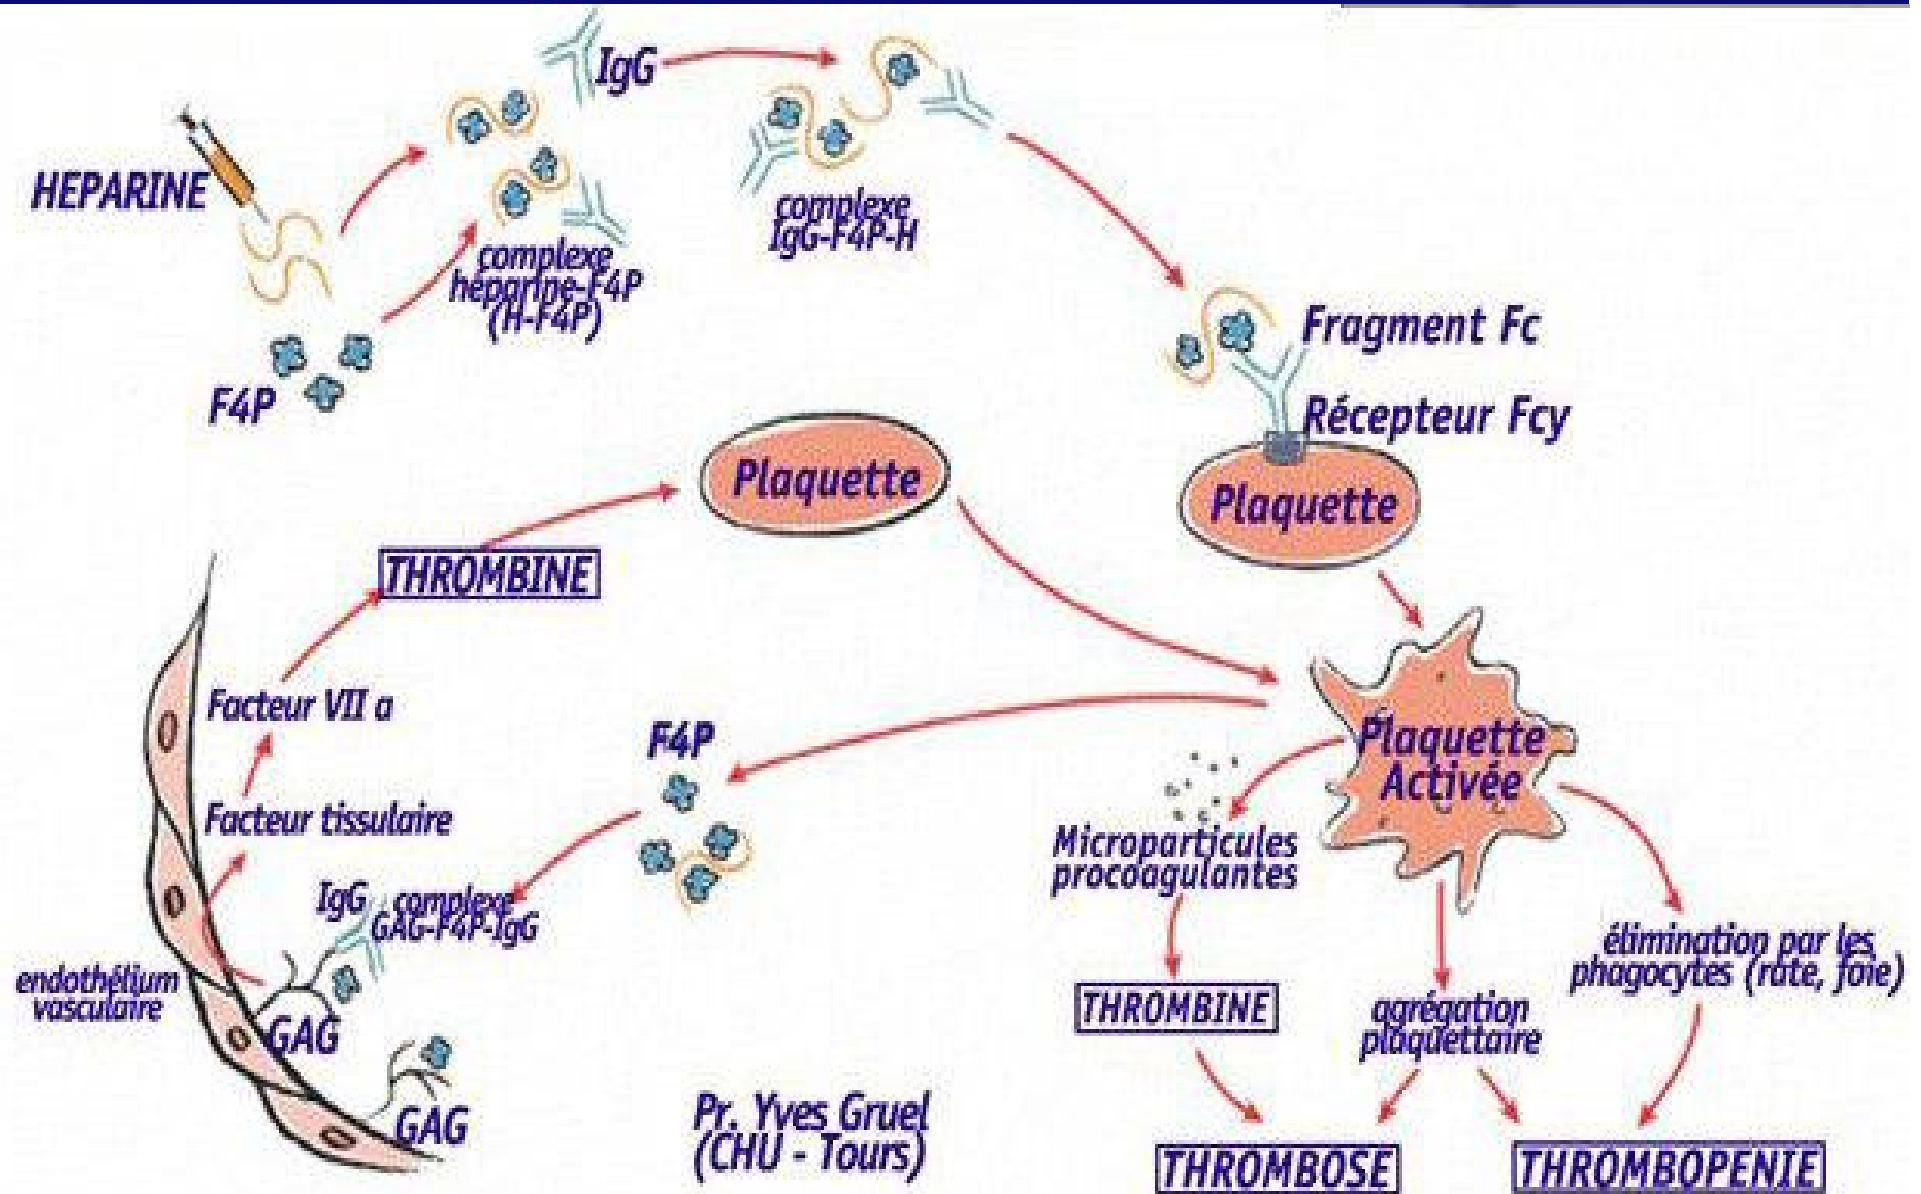 IgG
HEPARINE
complexe
héparine-F4P
(H-F4P)
complexe
IgG-F4P-H
F4P
Fragment Fc
Récepteur Fcy
Plaquette
Plaquette
THROMBINE
Facteur VII a
F4P
Plaquette
Activée
Facteur tissulaire
Microparticules
procoagulantes
IgG complexe
GAG-F4P-IgG
endothélium
vasculaire
GAG
élimination par les
phagocytes (rate, foie)
THROMBINE
agrégation
plaquettaire
GAG
Pr. Yves Gruel
(CHU - Tours)
THROMBOSE
THROMBOPENIE